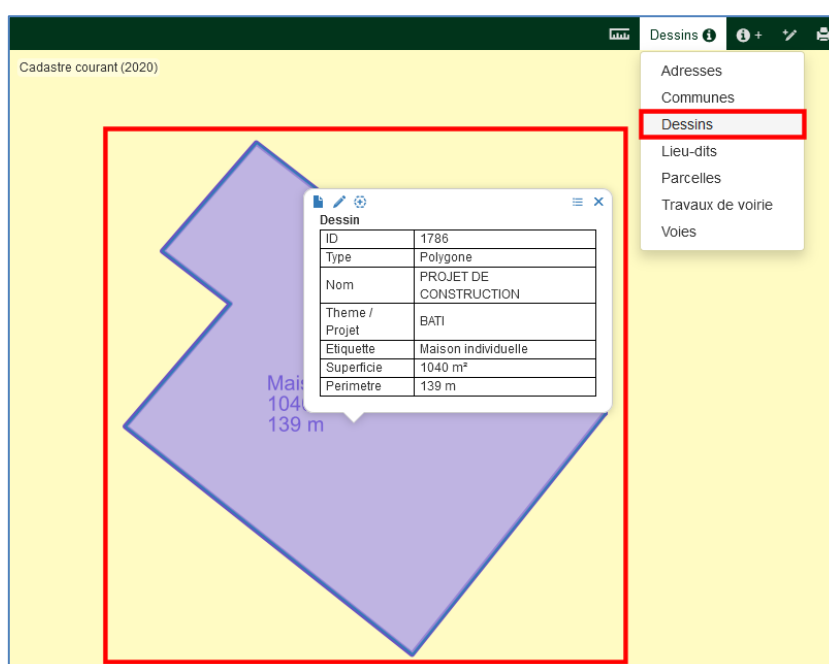 Dessins
+
Cadastre courant (2020)
Adresses
Communes
Dessins
Lieu-dits
Parcelles
Travaux de voirie
Voies
Dessin
ID 1786
Type Polygone
Nom PROJET DE
CONSTRUCTION
Theme /
Projet BATI
Etiquette Maison individuelle
Superficie 1040 m²
Perimetre 139 m
139 m